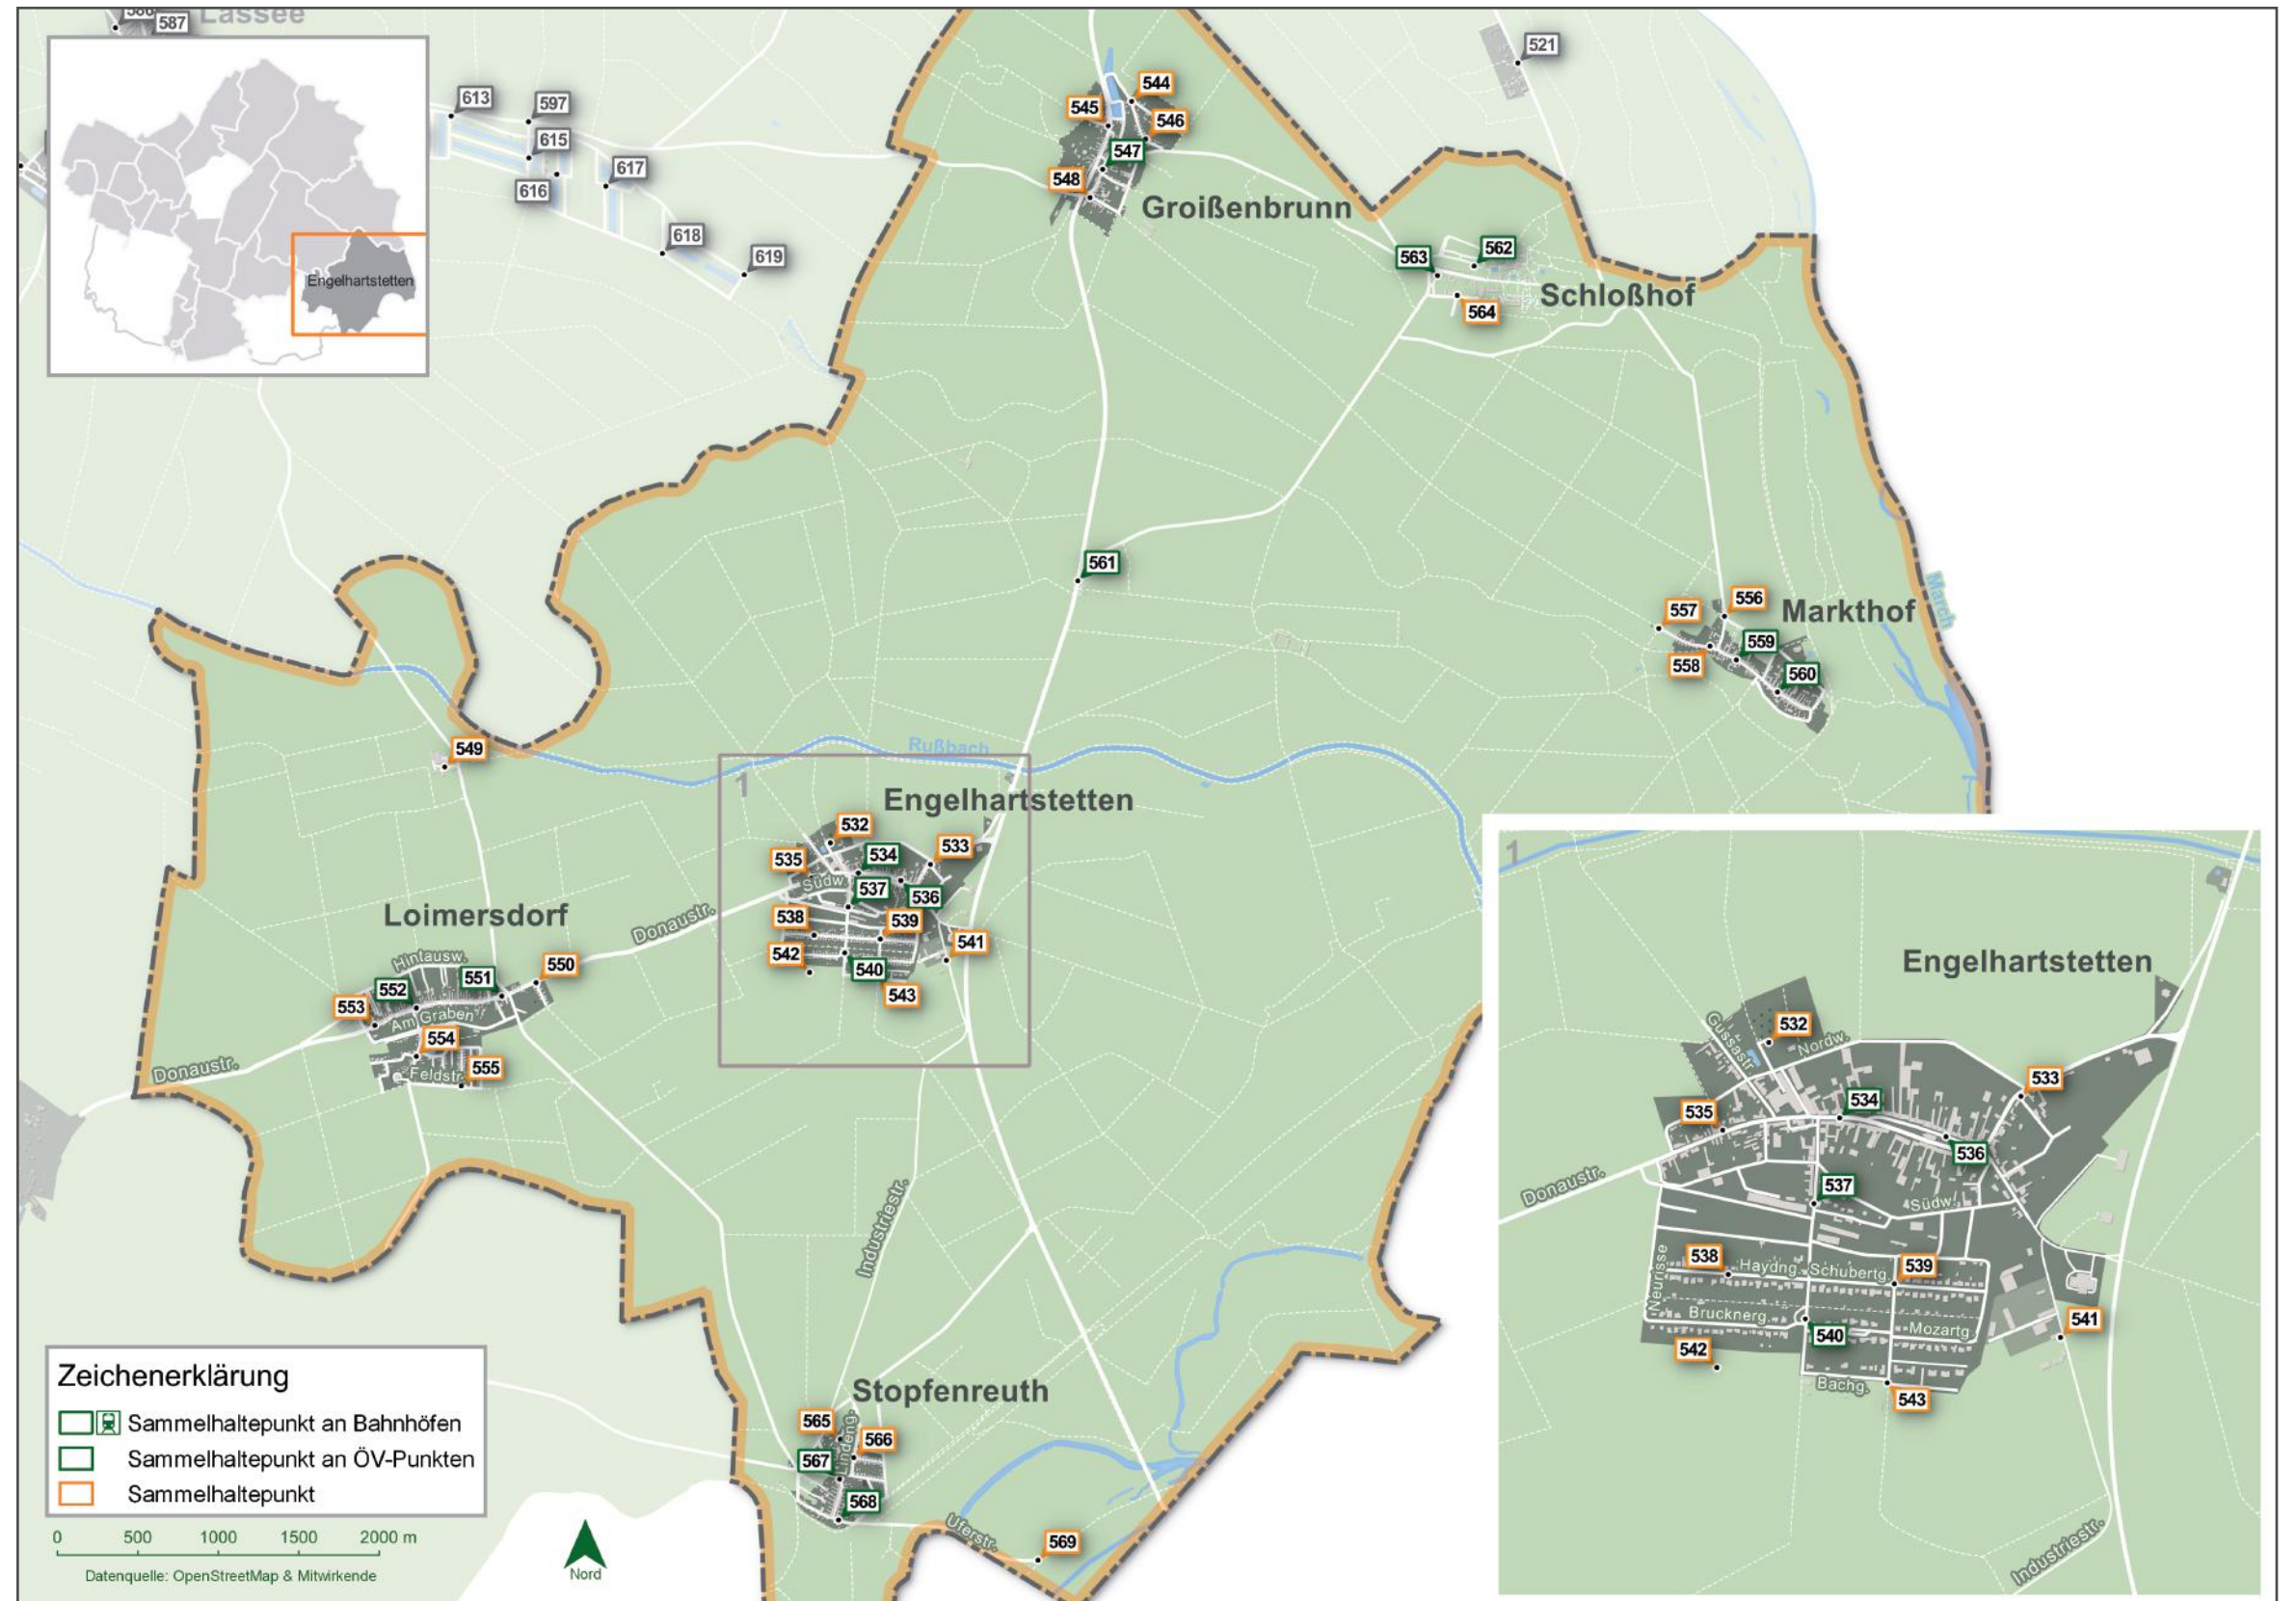 586
587
Lassee
521
613
597
615
616
617
618
619
Engelhartstetten
544
545
546
547
548
Groißenbrunn
563
562
564
Schloßhof
561
557
556
Markthof
559
558
560
March
549
Rußbach
1
Engelhartstetten
532
535
534
533
Südw.
537
536
538
539
542
541
540
543
Donaustr.
Loimersdorf
Hintausw.
550
551
552
553
Am Graben
554
555
Feldstr.
Donaustr.
Industriestr.
Stopfenreuth
565
Lindeng.
566
567
568
Uferstr.
569
1
Engelhartstetten
Gussastr.
532
Nordw.
533
534
535
536
Donaustr.
537
Südw.
Neurisse
538
Haydng.
Schubertg.
539
Brucknerg.
540
Mozartg.
541
542
Bachg.
543
Industriestr.
Zeichenerklärung
Sammelhaltepunkt an Bahnhöfen
Sammelhaltepunkt an ÖV-Punkten
Sammelhaltepunkt
0 500 1000 1500 2000 m
Datenquelle: OpenStreetMap & Mitwirkende
Nord